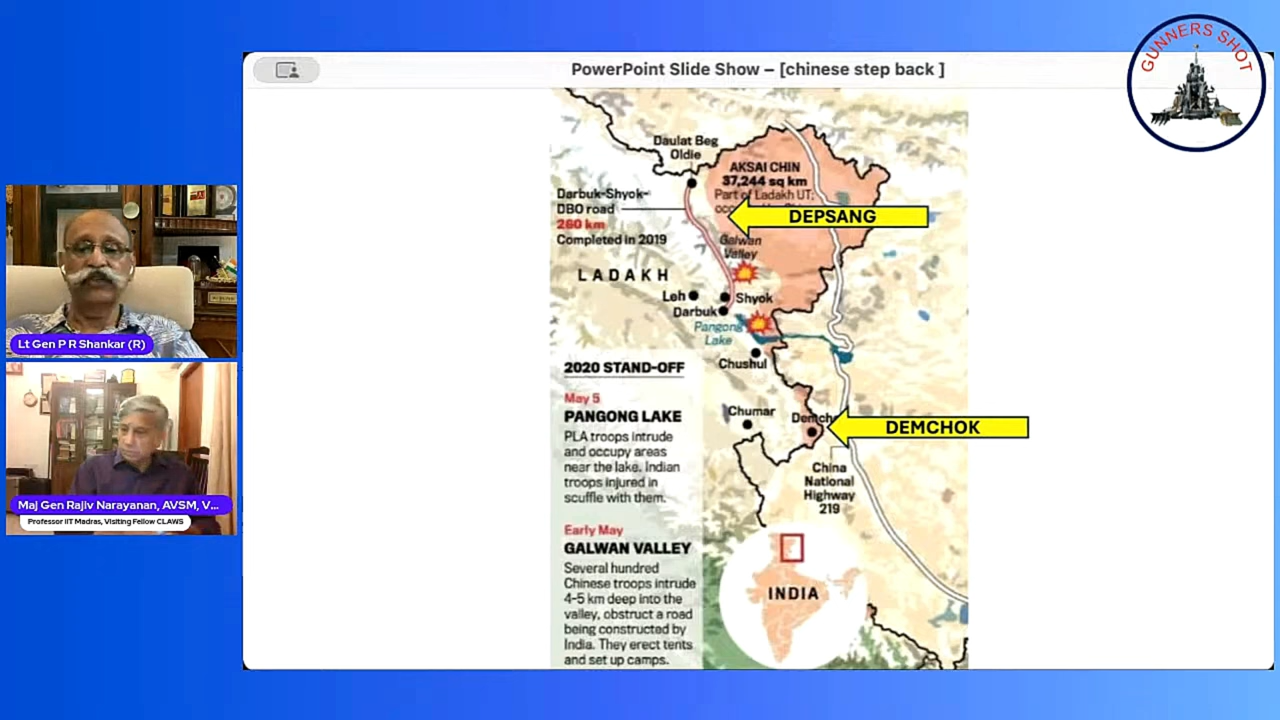 GUNNERS SHOT
PowerPoint Slide Show – [chinese step back ]
Daulat Beg
Oldie
AKSAI CHIN
37,244 sq km
Part of Ladakh UT;
Darbuk-Shyok-
DBO road
260 km
Completed in 2019
DEPSANG
Galwan
Valley
LADAKH
Leh
Shyok
Darbuk
Pangong
Lake
Chushul
2020 STAND-OFF
May 5
PANGONG LAKE
PLA troops intrude
and occupy areas
near the lake. Indian
troops injured in
scuffle with them.
Chumar
Demch
DEMCHOK
China
National
Highway
219
Early May
GALWAN VALLEY
Several hundred
Chinese troops intrude
4-5 km deep into the
valley, obstruct a road
being constructed by
India. They erect tents
and set up camps.
INDIA
Lt Gen P R Shankar (R)
Maj Gen Rajiv Narayanan, AVSM, V...
Professor IIT Madras, Visiting Fellow CLAWS